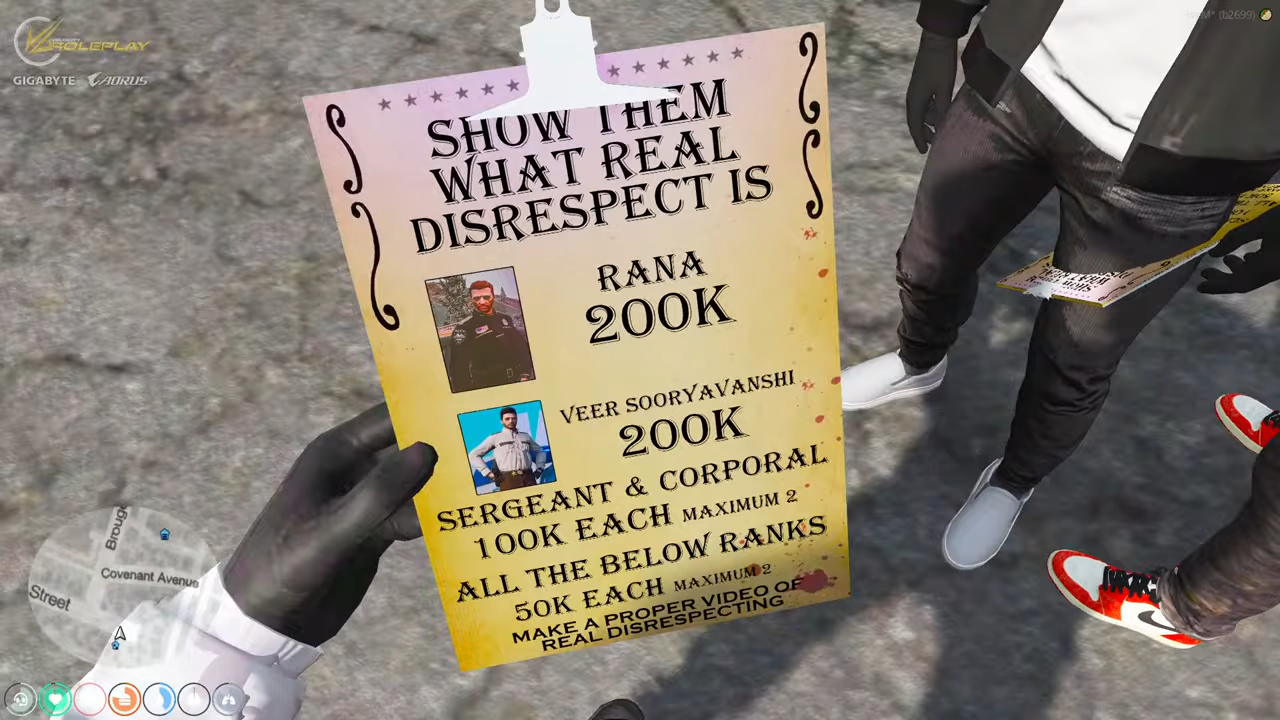 ROLEPLAY
GIGABYTE AORUS
(b2699)
SHOW THEM
WHAT REAL
DISRESPECT IS
RANA
200K
VEER SOORYAVANSHI
200K
SERGEANT & CORPORAL
100K EACH MAXIMUM 2
ALL THE BELOW RANKS
50K EACH MAXIMUM 2
MAKE A PROPER VIDEO OF
REAL DISRESPECTING
Covenant Avenue
Street